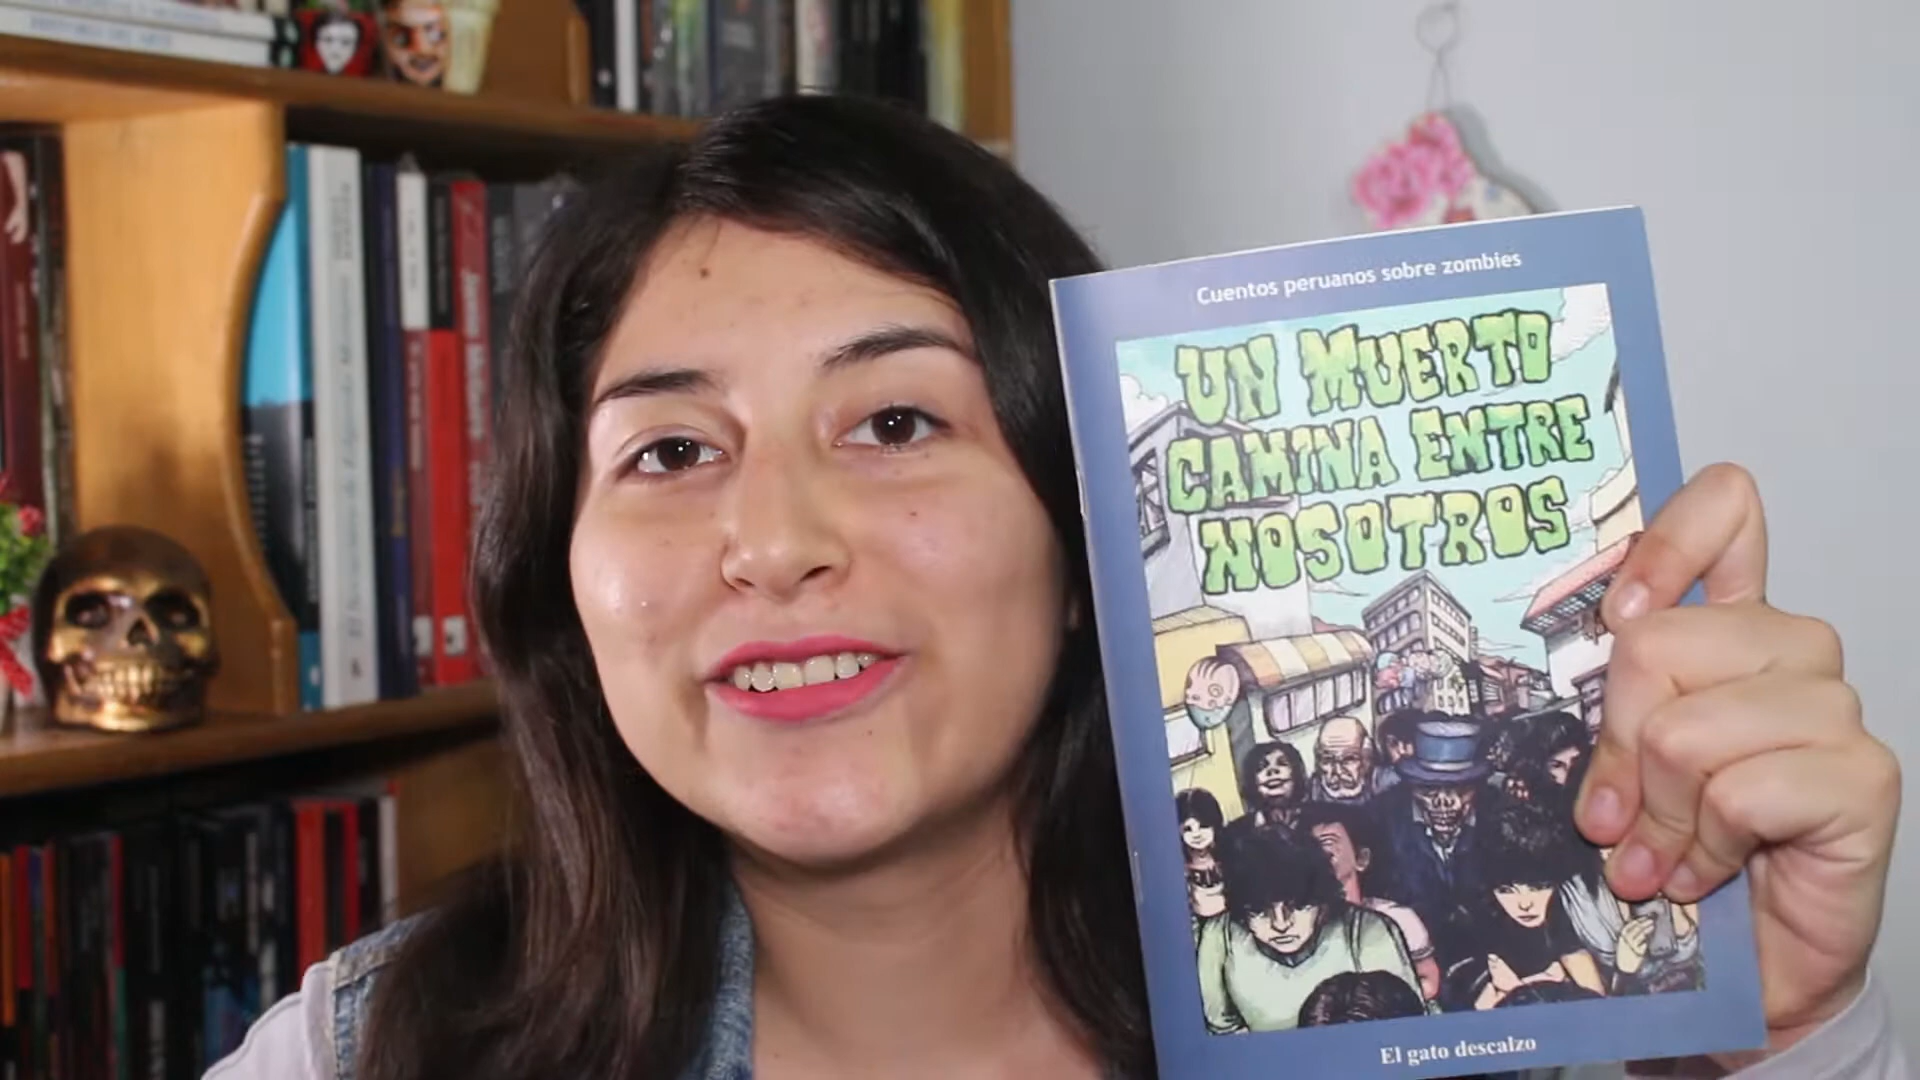 Cuentos peruanos sobre zombies
UN MUERTO
CAMINA ENTRE
NOSOTROS
El gato descalzo